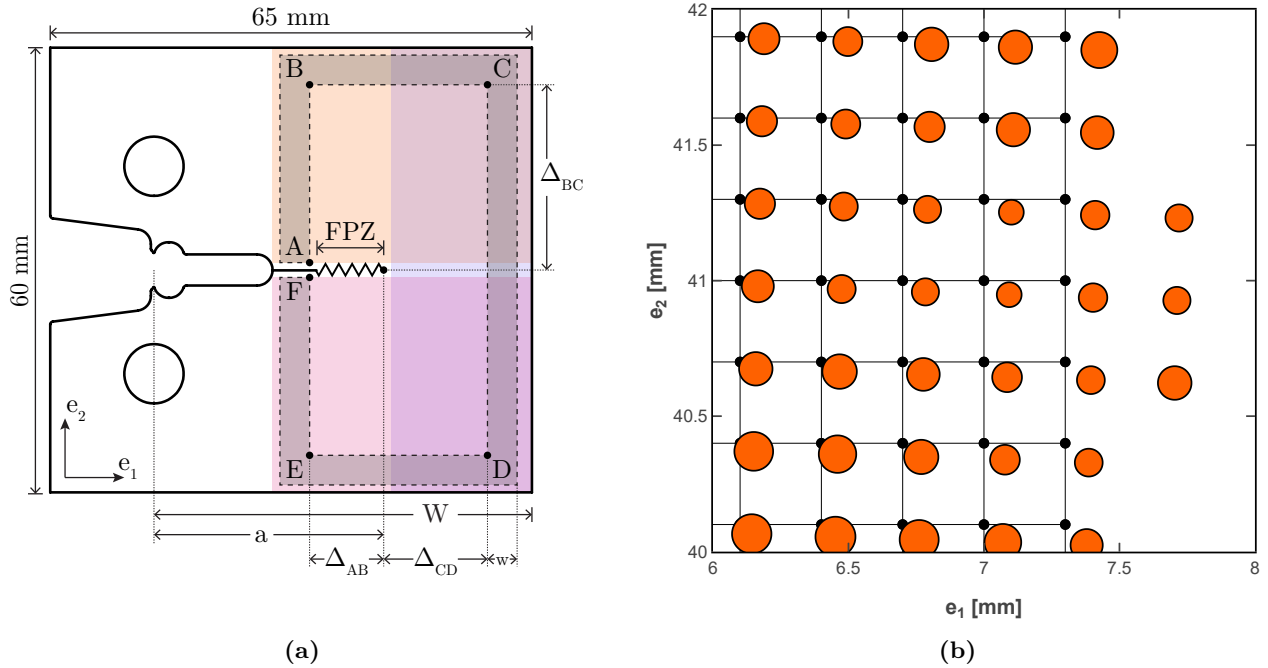 65 mm
60 mm
B
C
A
FPZ
F
E
D
Δ_BC
e_2
e_1
W
a
Δ_AB
Δ_CD
w
(a)
42
41.5
41
40.5
40
e_2 [mm]
6
6.5
7
7.5
8
e_1 [mm]
(b)